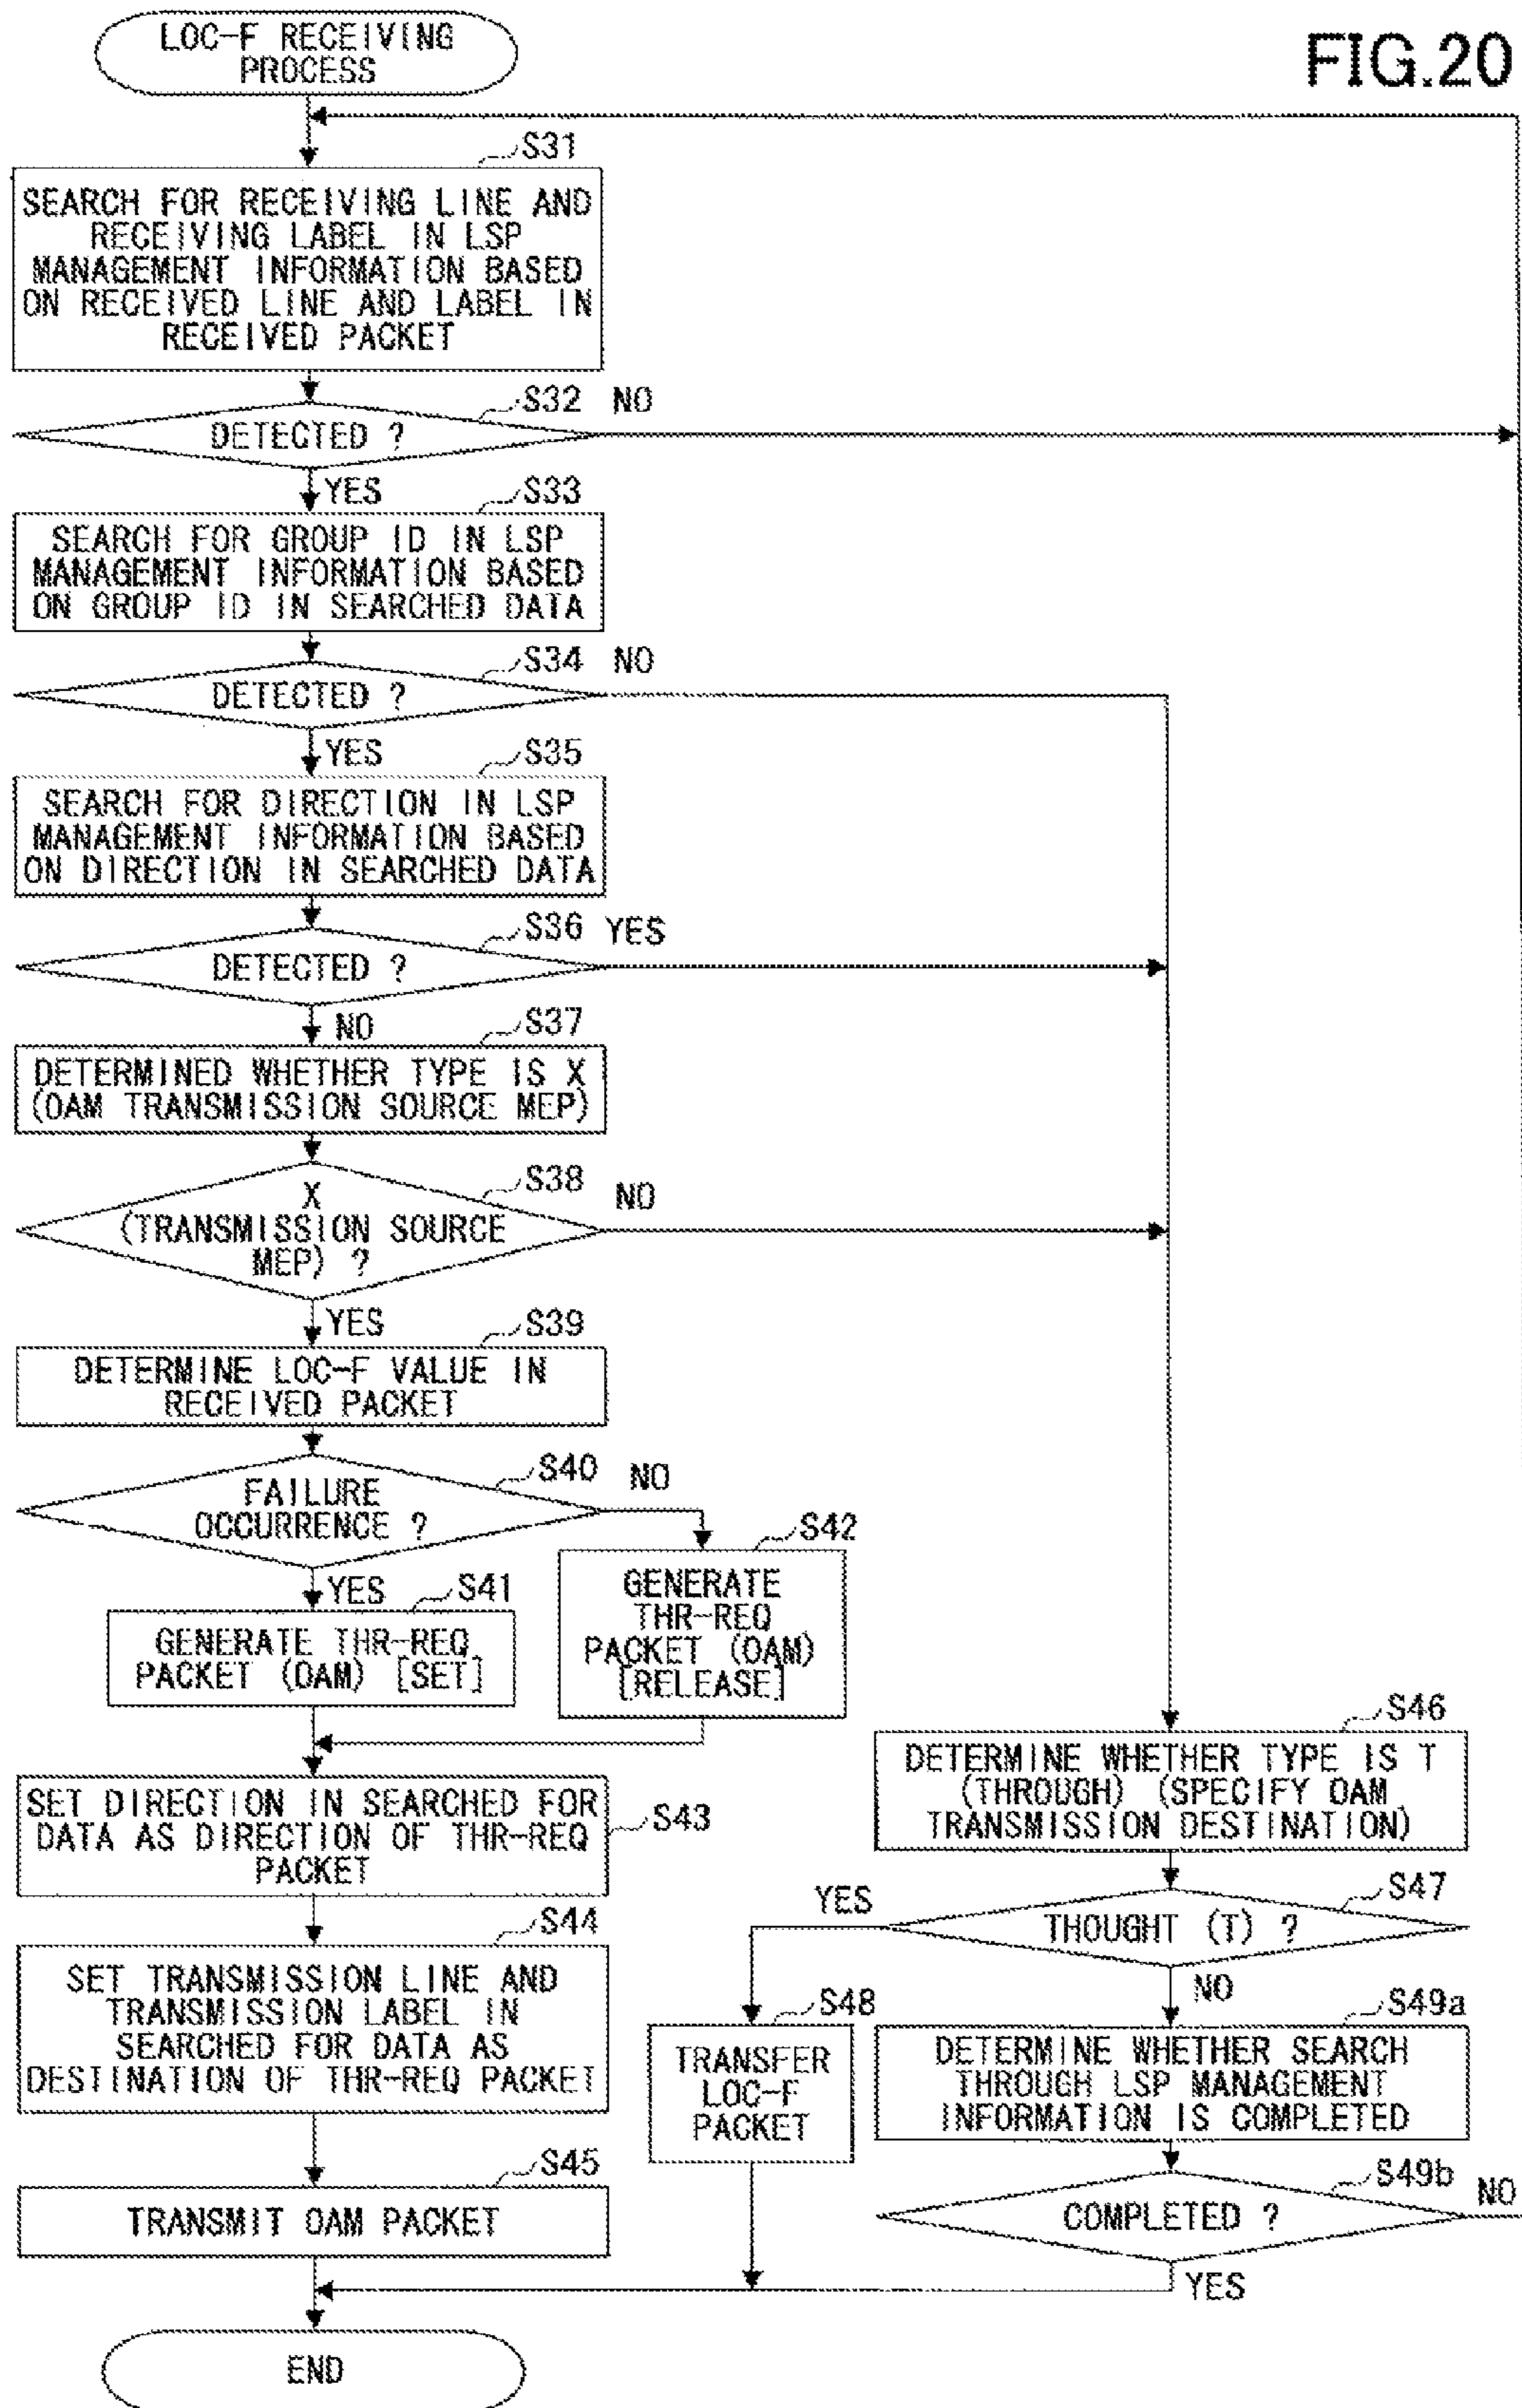 FIG.20
LOC-F RECEIVING
PROCESS
S31
SEARCH FOR RECEIVING LINE AND
RECEIVING LABEL IN LSP
MANAGEMENT INFORMATION BASED
ON RECEIVED LINE AND LABEL IN
RECEIVED PACKET
S32 NO
DETECTED ?
YES
S33
SEARCH FOR GROUP ID IN LSP
MANAGEMENT INFORMATION BASED
ON GROUP ID IN SEARCHED DATA
S34 NO
DETECTED ?
YES
S35
SEARCH FOR DIRECTION IN LSP
MANAGEMENT INFORMATION BASED
ON DIRECTION IN SEARCHED DATA
S36 YES
DETECTED ?
NO
S37
DETERMINED WHETHER TYPE IS X
(OAM TRANSMISSION SOURCE MEP)
S38 NO
X
(TRANSMISSION SOURCE
MEP) ?
YES
S39
DETERMINE LOC-F VALUE IN
RECEIVED PACKET
S40 NO
FAILURE
OCCURRENCE ?
YES
S41
GENERATE THR-REQ
PACKET (OAM) [SET]
S42
GENERATE
THR-REQ
PACKET (OAM)
[RELEASE]
S43
SET DIRECTION IN SEARCHED FOR
DATA AS DIRECTION OF THR-REQ
PACKET
S44
SET TRANSMISSION LINE AND
TRANSMISSION LABEL IN
SEARCHED FOR DATA AS
DESTINATION OF THR-REQ PACKET
S45
TRANSMIT OAM PACKET
S46
DETERMINE WHETHER TYPE IS T
(THROUGH) (SPECIFY OAM
TRANSMISSION DESTINATION)
S47
YES
THOUGHT (T) ?
NO
S48
TRANSFER
LOC-F
PACKET
S49a
DETERMINE WHETHER SEARCH
THROUGH LSP MANAGEMENT
INFORMATION IS COMPLETED
S49b NO
COMPLETED ?
YES
END